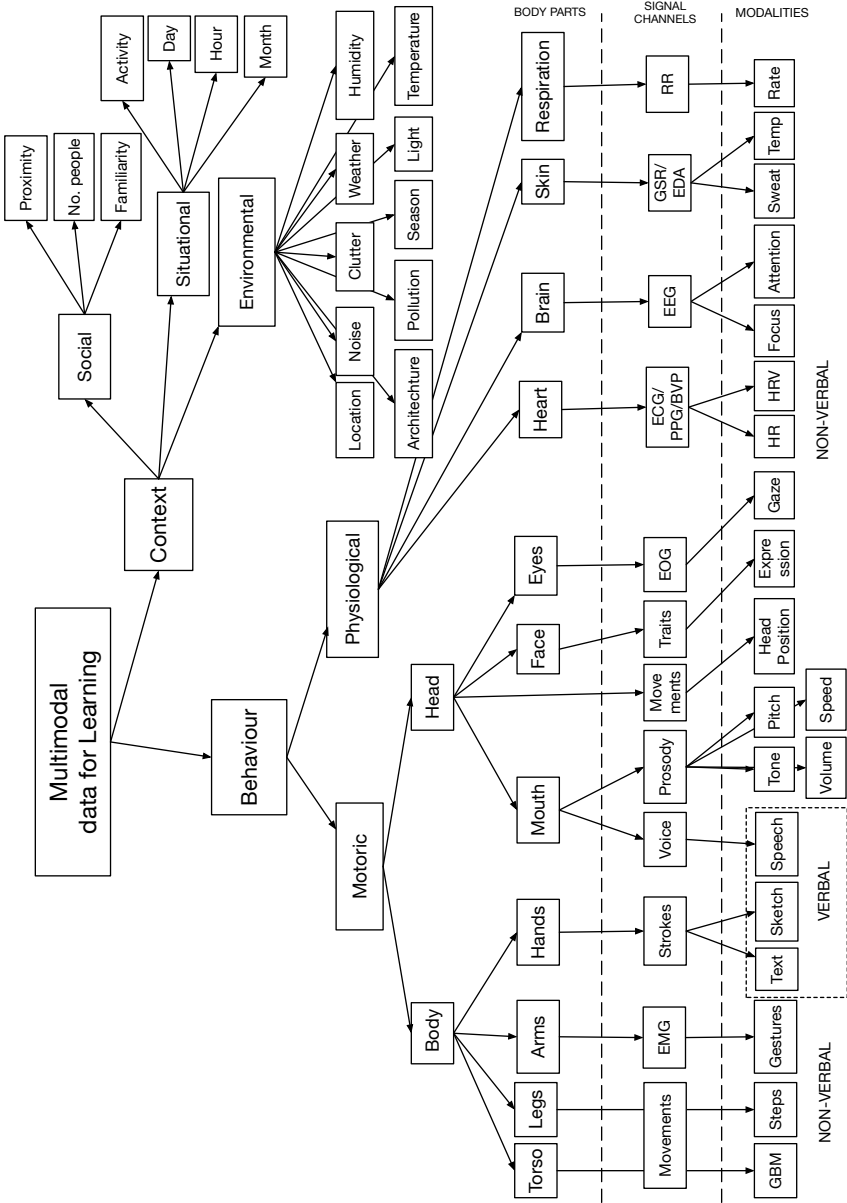 Multimodal
data for Learning
Context
Behaviour
Social
Situational
Environmental
Proximity
No. people
Familiarity
Activity
Day
Hour
Month
Location
Noise
Clutter
Weather
Humidity
Architechture
Pollution
Season
Light
Temperature
Motoric
Physiological
Body
Head
BODY PARTS
Torso
Legs
Arms
Hands
Mouth
Face
Eyes
Heart
Brain
Skin
Respiration
SIGNAL
CHANNELS
Movements
EMG
Strokes
Voice
Prosody
Move
ments
Traits
EOG
ECG/
PPG/BVP
EEG
GSR/
EDA
RR
MODALITIES
GBM
Steps
Gestures
Text
Sketch
Speech
Tone
Pitch
Volume
Speed
Head
Position
Expre
ssion
Gaze
HR
HRV
Focus
Attention
Sweat
Temp
Rate
NON-VERBAL
VERBAL
NON-VERBAL